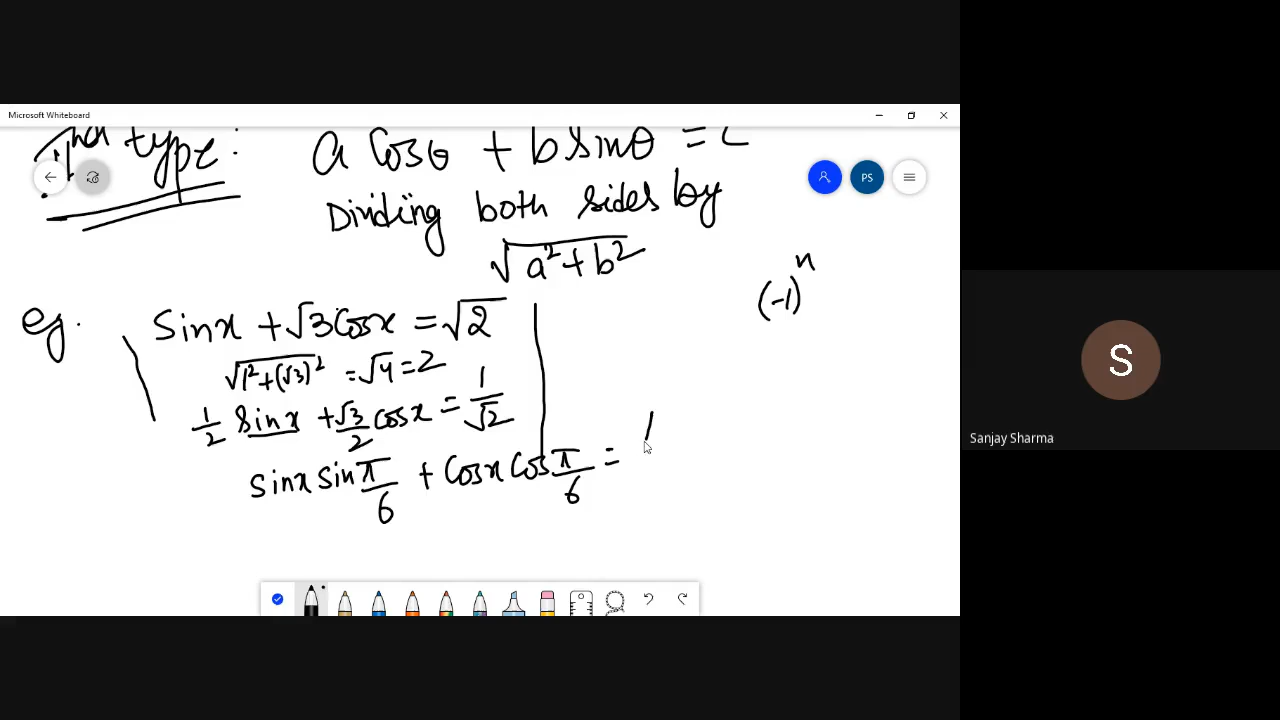 Microsoft Whiteboard
IInd type: a Cosθ + b sinθ = c
PS
Dividing both sides by
√(a²+b²)
(-1)ⁿ
eg. Sinx + √3 Cosx = √2
√(1²+(√3)²) = √4 = 2
1/2 sinx + √3/2 Cosx = 1/√2
sinx sin π/6 + Cosx Cos π/6 =
S
Sanjay Sharma